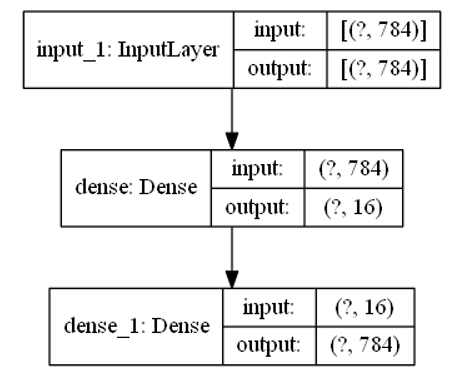 input_1: InputLayer
input:
[(?, 784)]
output:
[(?, 784)]
dense: Dense
input:
(?, 784)
output:
(?, 16)
dense_1: Dense
input:
(?, 16)
output:
(?, 784)